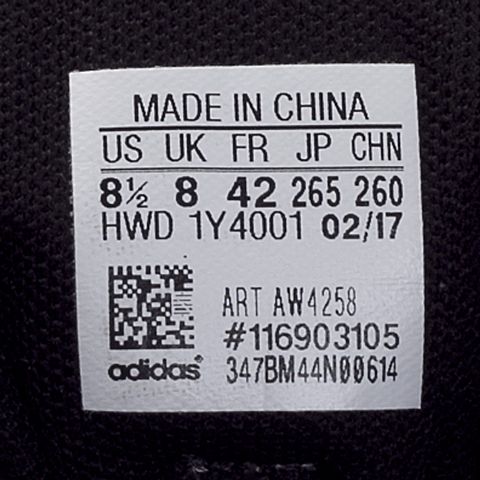 MADE IN CHINA
US UK FR JP CHN
8½ 8 42 265 260
HWD 1Y4001 02/17
ART AW4258
#116903105
adidas® 347BM44N00614